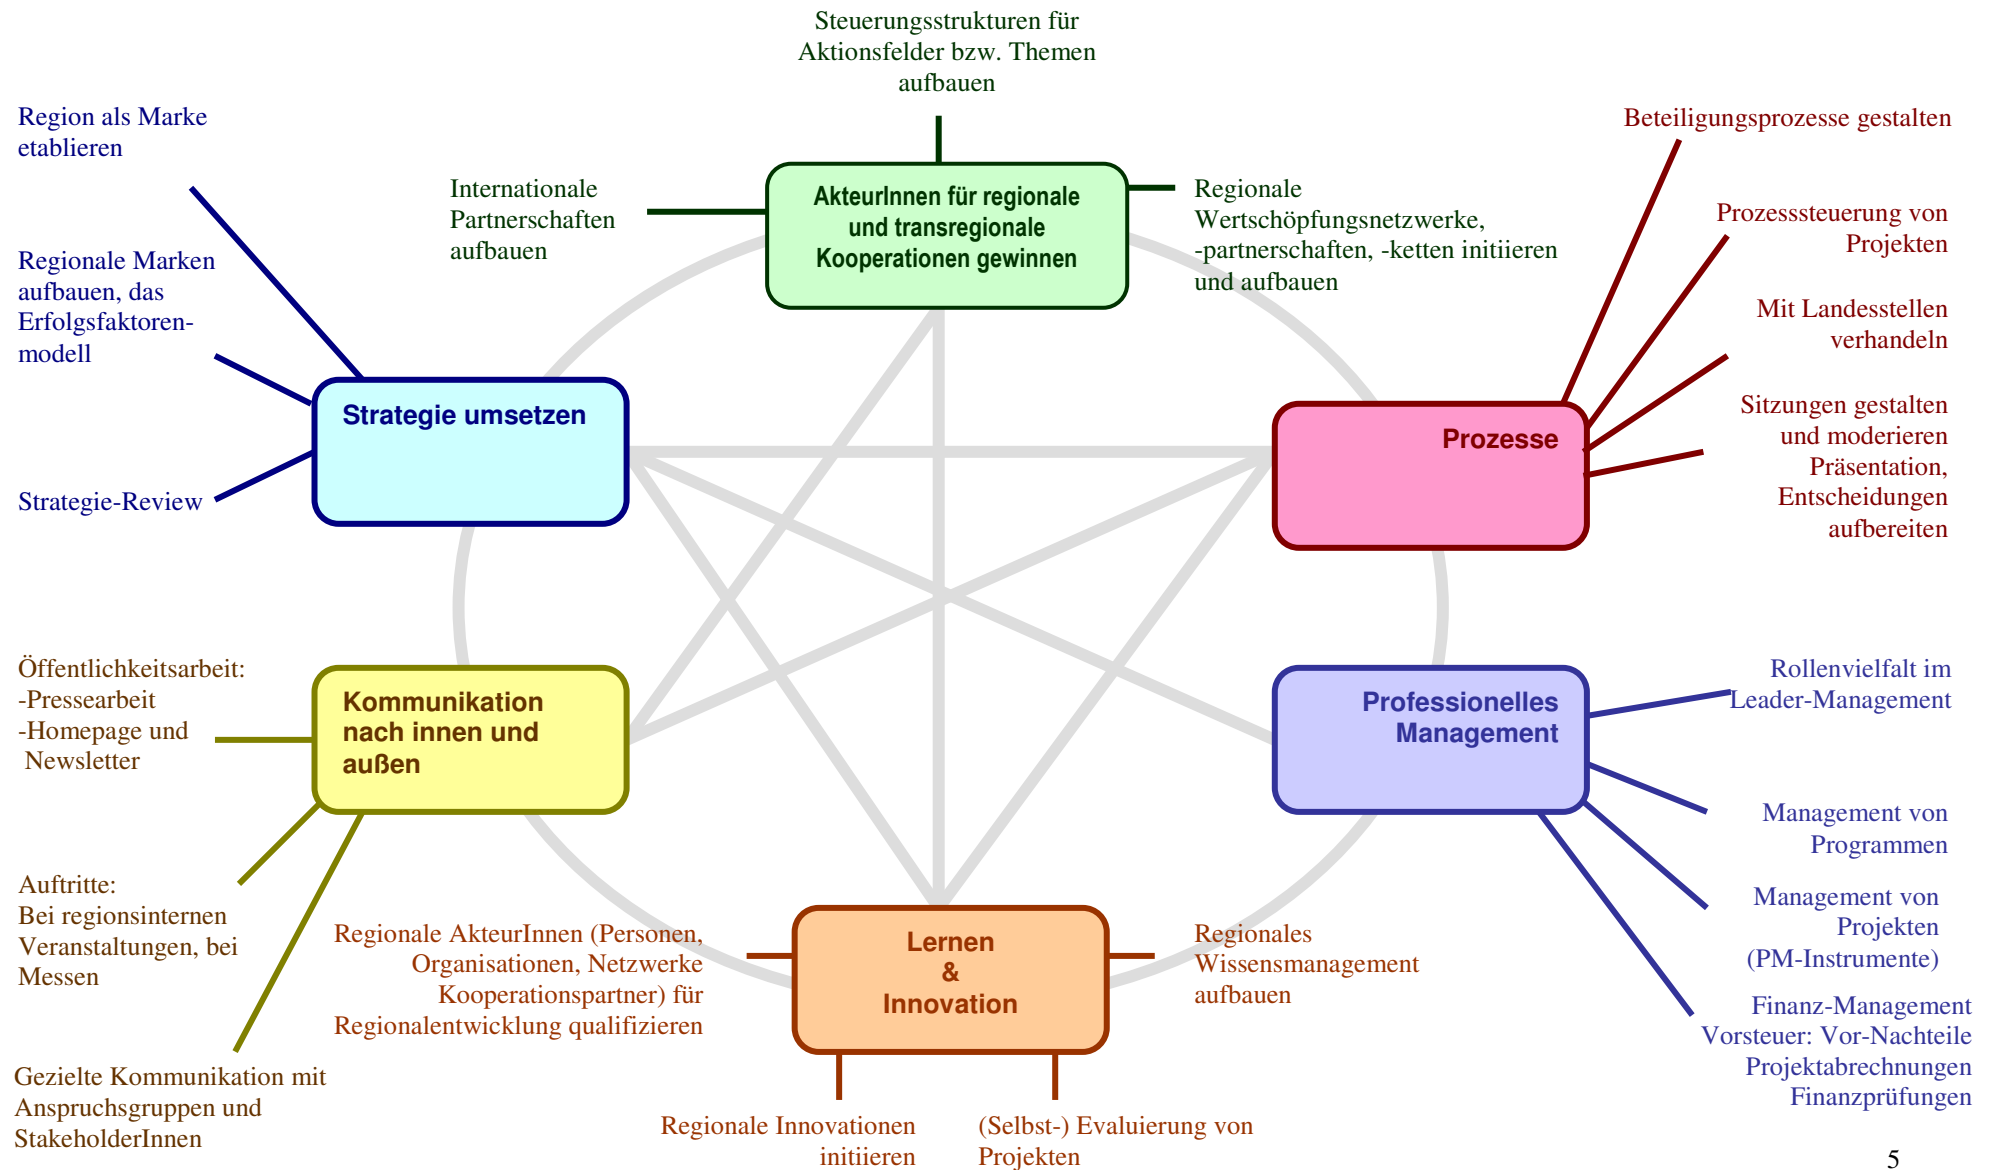 Steuerungsstrukturen für
Aktionsfelder bzw. Themen
aufbauen
Region als Marke
etablieren
Beteiligungsprozesse gestalten
Internationale
Partnerschaften
aufbauen
AkteurInnen für regionale
und transregionale
Kooperationen gewinnen
Regionale
Wertschöpfungsnetzwerke,
-partnerschaften, -ketten initiieren
und aufbauen
Prozesssteuerung von
Projekten
Regionale Marken
aufbauen, das
Erfolgsfaktoren-
modell
Mit Landesstellen
verhandeln
Strategie umsetzen
Prozesse
Sitzungen gestalten
und moderieren
Präsentation,
Entscheidungen
aufbereiten
Strategie-Review
Öffentlichkeitsarbeit:
-Pressearbeit
-Homepage und
Newsletter
Kommunikation
nach innen und
außen
Professionelles
Management
Rollenvielfalt im
Leader-Management
Management von
Programmen
Auftritte:
Bei regionsinternen
Veranstaltungen, bei
Messen
Regionale AkteurInnen (Personen,
Organisationen, Netzwerke
Kooperationspartner) für
Regionalentwicklung qualifizieren
Lernen
&
Innovation
Regionales
Wissensmanagement
aufbauen
Management von
Projekten
(PM-Instrumente)
Finanz-Management
Vorsteuer: Vor-Nachteile
Projektabrechnungen
Finanzprüfungen
Gezielte Kommunikation mit
Anspruchsgruppen und
StakeholderInnen
Regionale Innovationen
initiieren
(Selbst-) Evaluierung von
Projekten
5